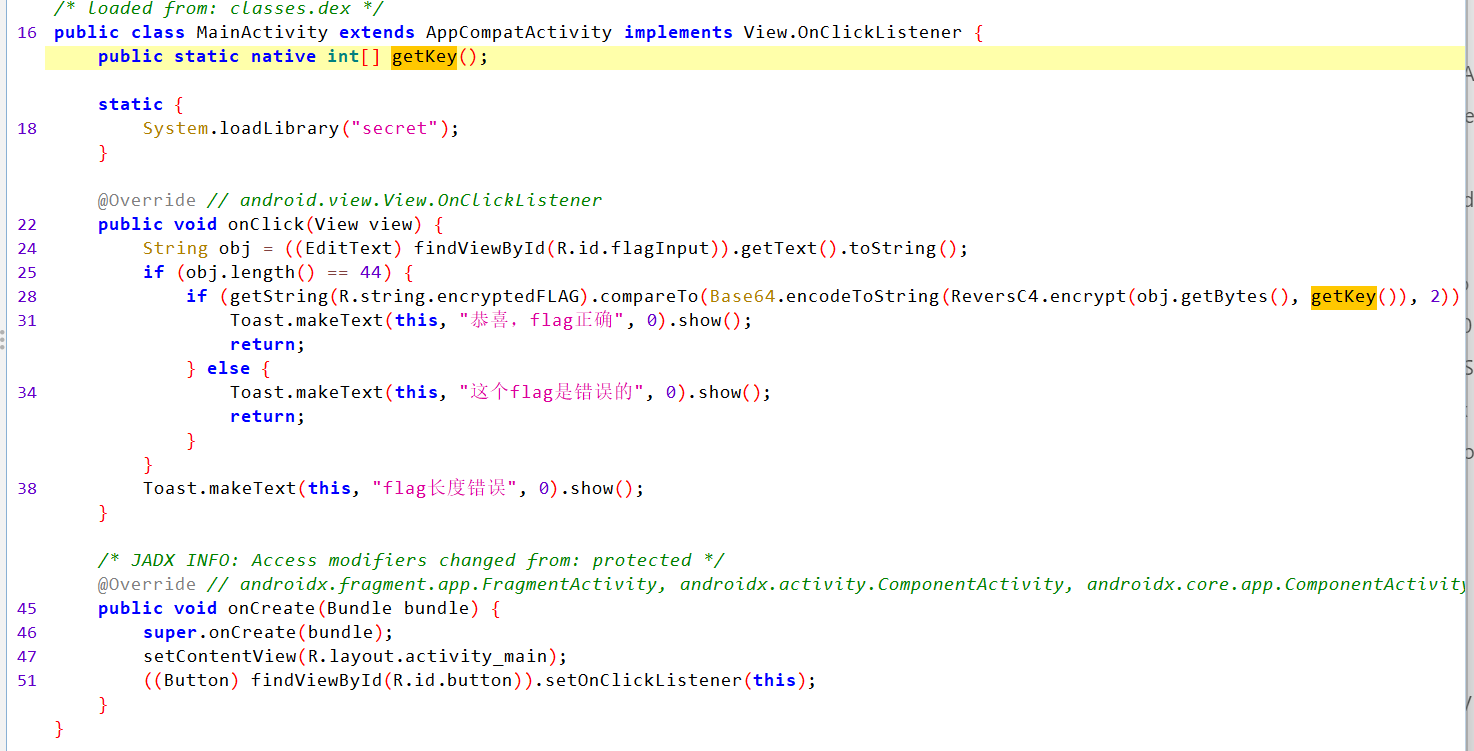 /* loaded from: classes.dex */
16 public class MainActivity extends AppCompatActivity implements View.OnClickListener {
public static native int[] getKey();
static {
18 System.loadLibrary("secret");
}
@Override // android.view.View.OnClickListener
22 public void onClick(View view) {
24 String obj = ((EditText) findViewById(R.id.flagInput)).getText().toString();
25 if (obj.length() == 44) {
28 if (getString(R.string.encryptedFLAG).compareTo(Base64.encodeToString(ReversC4.encrypt(obj.getBytes(), getKey()), 2))
31 Toast.makeText(this, "恭喜，flag正确", 0).show();
return;
} else {
34 Toast.makeText(this, "这个flag是错误的", 0).show();
return;
}
}
38 Toast.makeText(this, "flag长度错误", 0).show();
}
/* JADX INFO: Access modifiers changed from: protected */
@Override // androidx.fragment.app.FragmentActivity, androidx.activity.ComponentActivity, androidx.core.app.ComponentActivity
45 public void onCreate(Bundle bundle) {
46 super.onCreate(bundle);
47 setContentView(R.layout.activity_main);
51 ((Button) findViewById(R.id.button)).setOnClickListener(this);
}
}